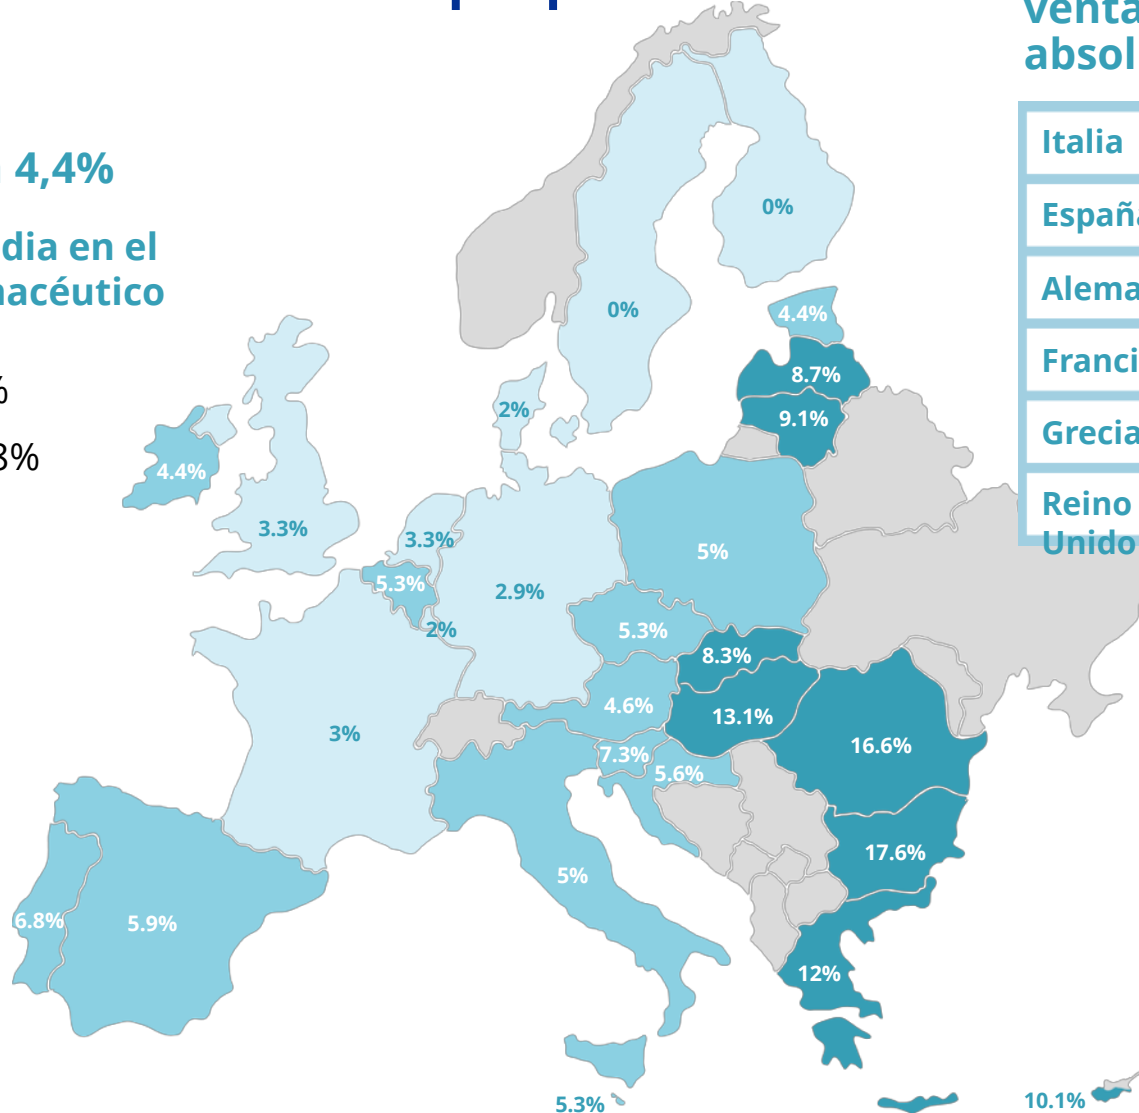 venta
absol
4,4%
dia en el
nacéutico
%
8%
Italia
España
Alema
Franci
Grecia
Reino
Unido
0%
0%
4.4%
8.7%
9.1%
2%
4.4%
3.3%
3.3%
5.3%
2%
2.9%
5%
5.3%
8.3%
4.6%
13.1%
7.3%
5.6%
16.6%
3%
17.6%
5%
6.8%
5.9%
12%
5.3%
10.1%